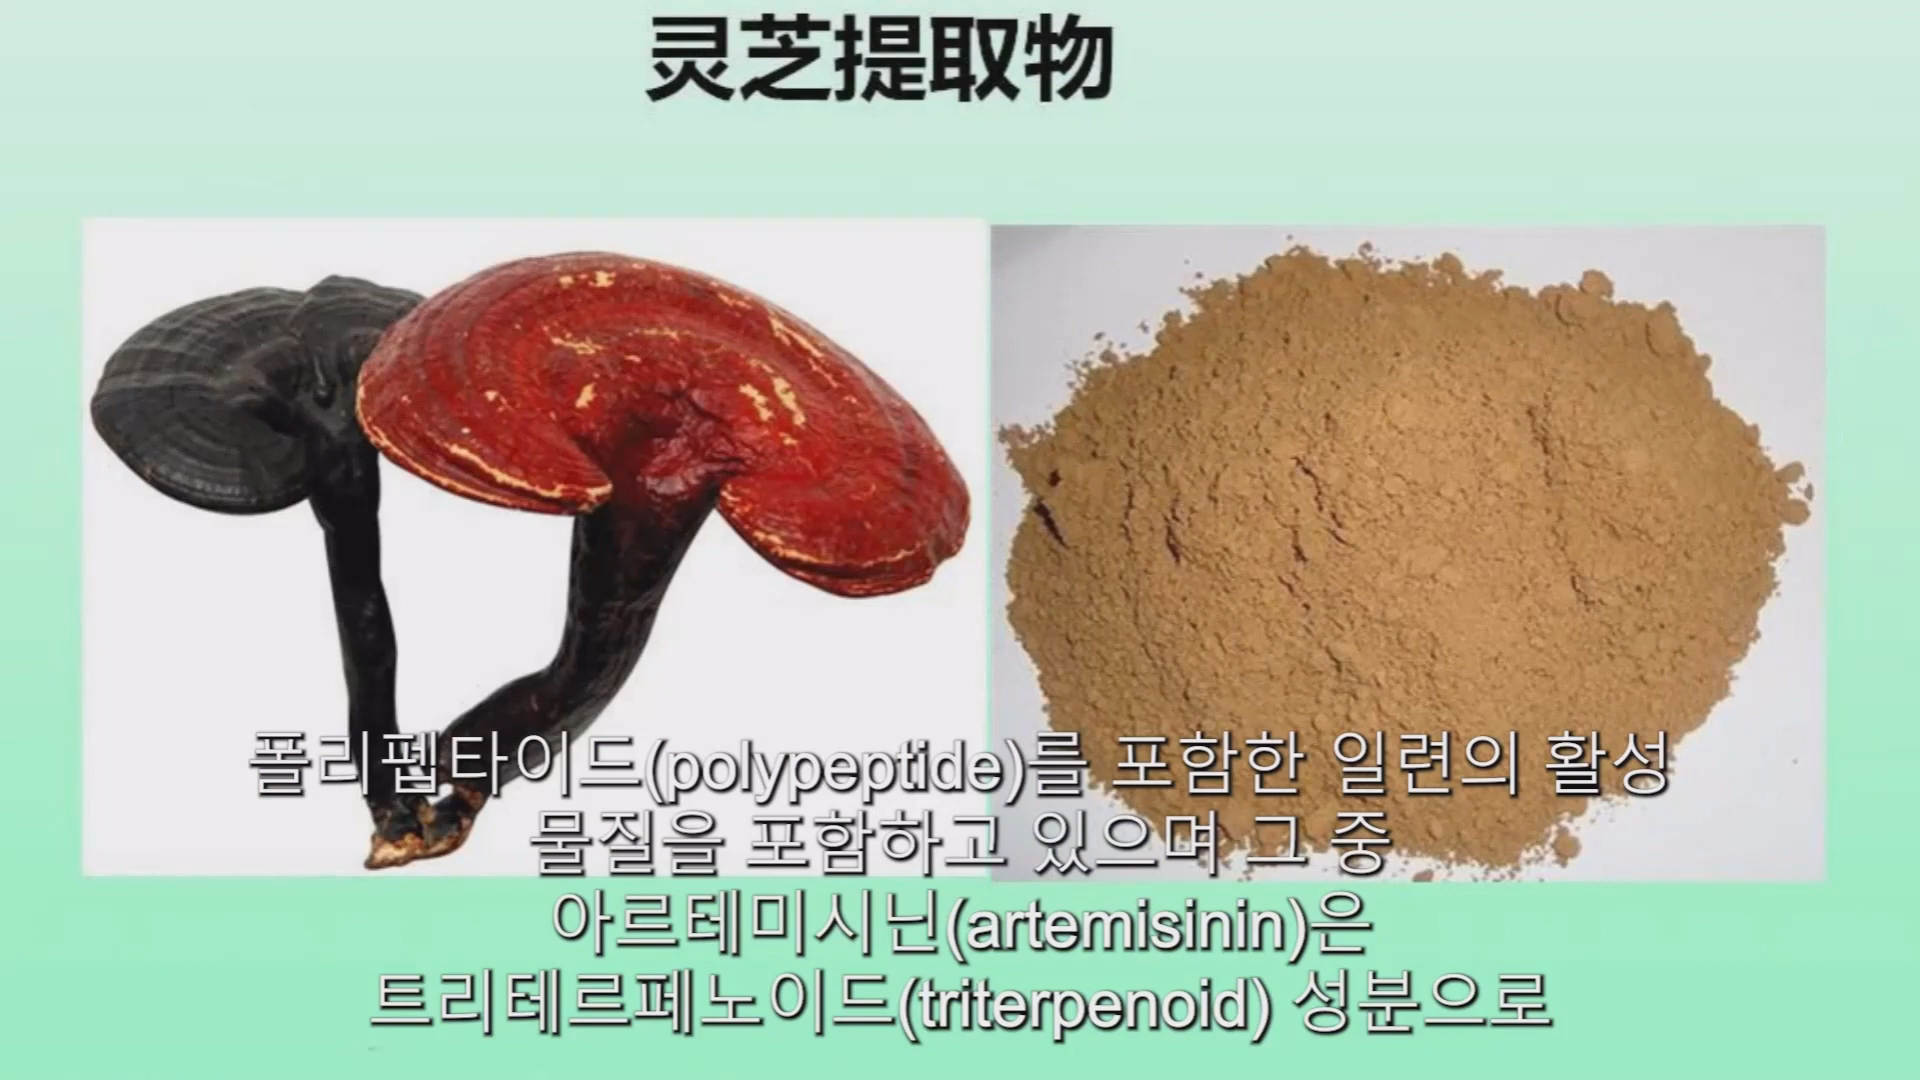 灵芝提取物
폴리펩타이드(polypeptide)를 포함한 일련의 활성
물질을 포함하고 있으며 그 중
아르테미시닌(artemisinin)은
트리테르페노이드(triterpenoid) 성분으로